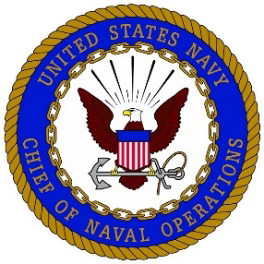 UNITED STATES NAVY
CHIEF OF NAVAL OPERATIONS